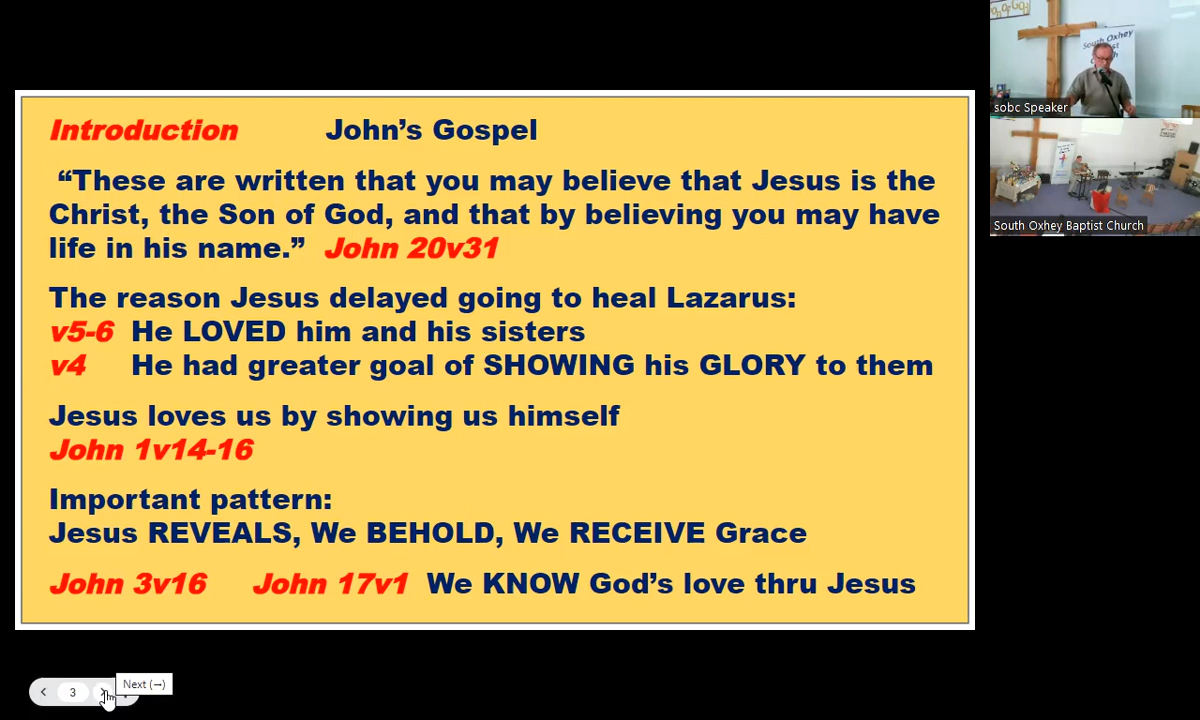 Introduction John’s Gospel
“These are written that you may believe that Jesus is the
Christ, the Son of God, and that by believing you may have
life in his name.” John 20v31
The reason Jesus delayed going to heal Lazarus:
v5-6 He LOVED him and his sisters
v4 He had greater goal of SHOWING his GLORY to them
Jesus loves us by showing us himself
John 1v14-16
Important pattern:
Jesus REVEALS, We BEHOLD, We RECEIVE Grace
John 3v16 John 17v1 We KNOW God’s love thru Jesus
3
Next (→)
South Oxhey
sobc Speaker
South Oxhey Baptist Church